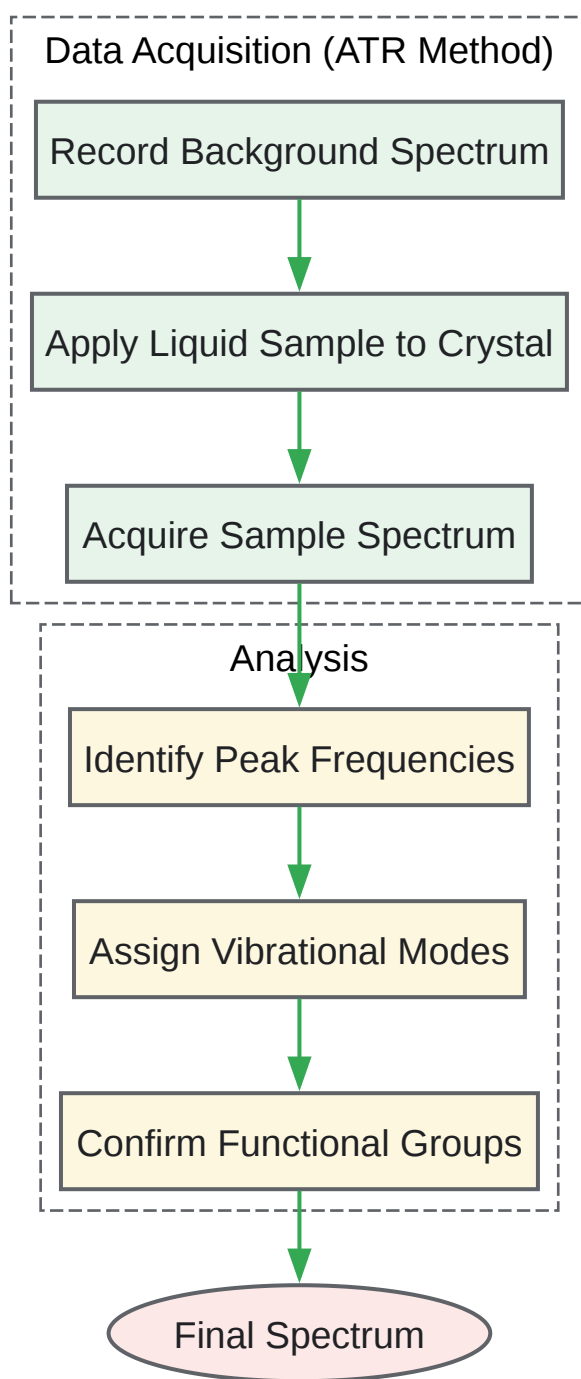 Data Acquisition (ATR Method)
Record Background Spectrum
Apply Liquid Sample to Crystal
Acquire Sample Spectrum
Analysis
Identify Peak Frequencies
Assign Vibrational Modes
Confirm Functional Groups
Final Spectrum